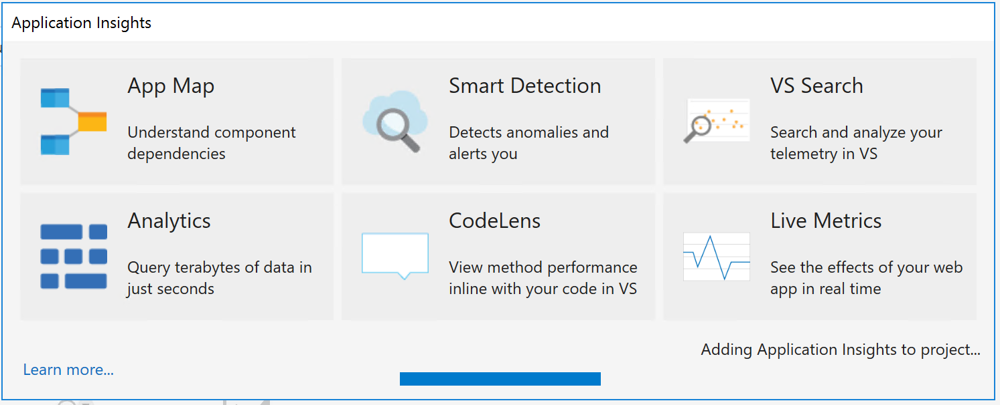 Application Insights
App Map
Understand component
dependencies
Smart Detection
Detects anomalies and
alerts you
VS Search
Search and analyze your
telemetry in VS
Analytics
Query terabytes of data in
just seconds
CodeLens
View method performance
inline with your code in VS
Live Metrics
See the effects of your web
app in real time
Adding Application Insights to project...
Learn more...